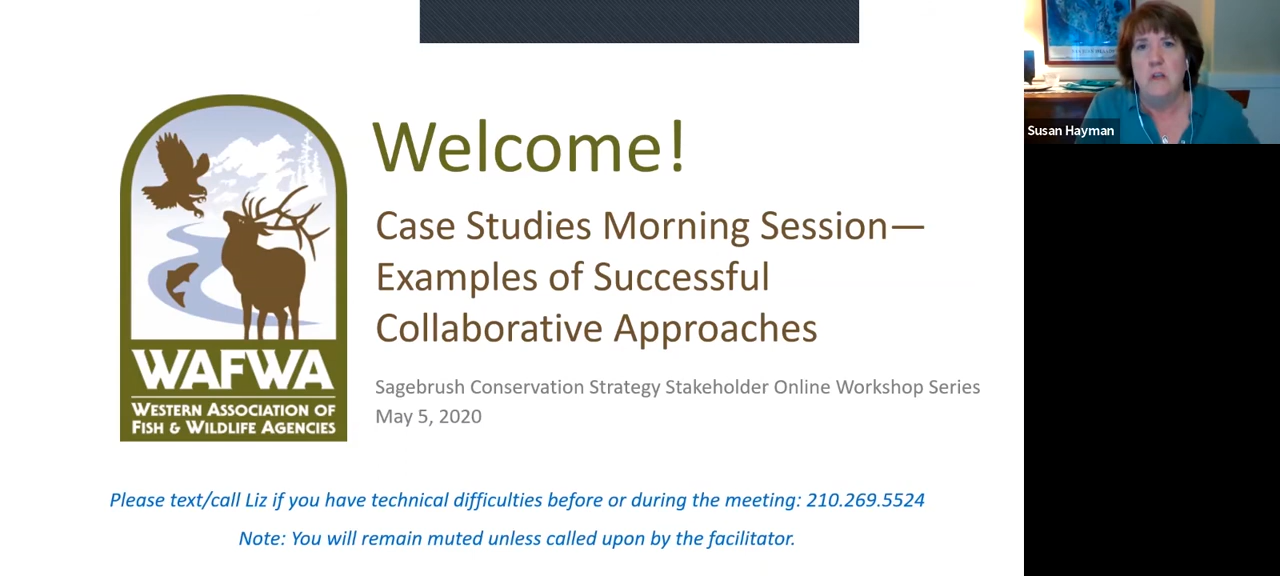 Welcome!
Case Studies Morning Session—
Examples of Successful
Collaborative Approaches
Sagebrush Conservation Strategy Stakeholder Online Workshop Series
May 5, 2020
WAFWA
WESTERN ASSOCIATION OF
FISH & WILDLIFE AGENCIES
Please text/call Liz if you have technical difficulties before or during the meeting: 210.269.5524
Note: You will remain muted unless called upon by the facilitator.
Susan Hayman